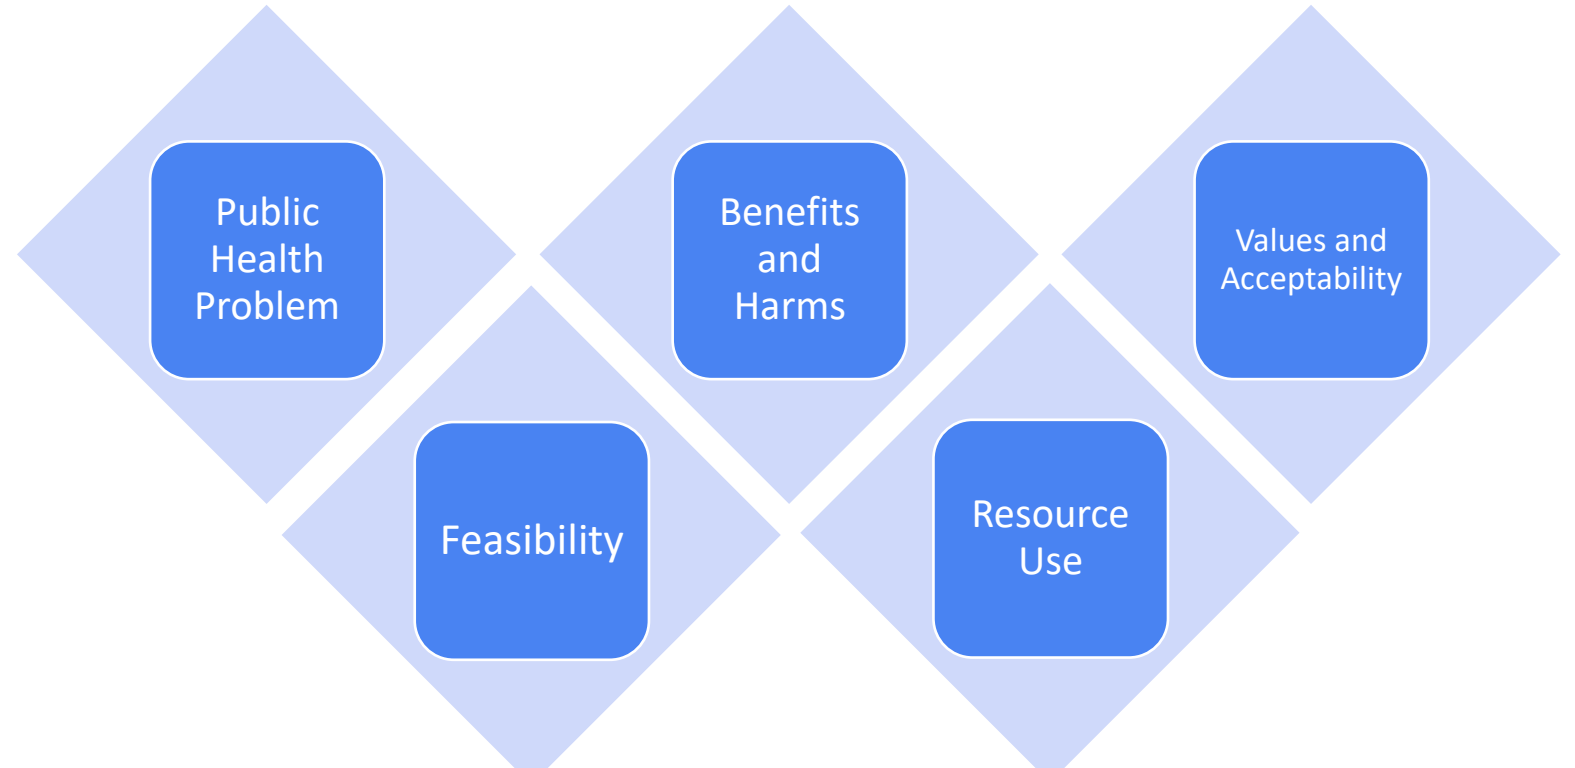 Public
Health
Problem
Benefits
and
Harms
Values and
Acceptability
Feasibility
Resource
Use